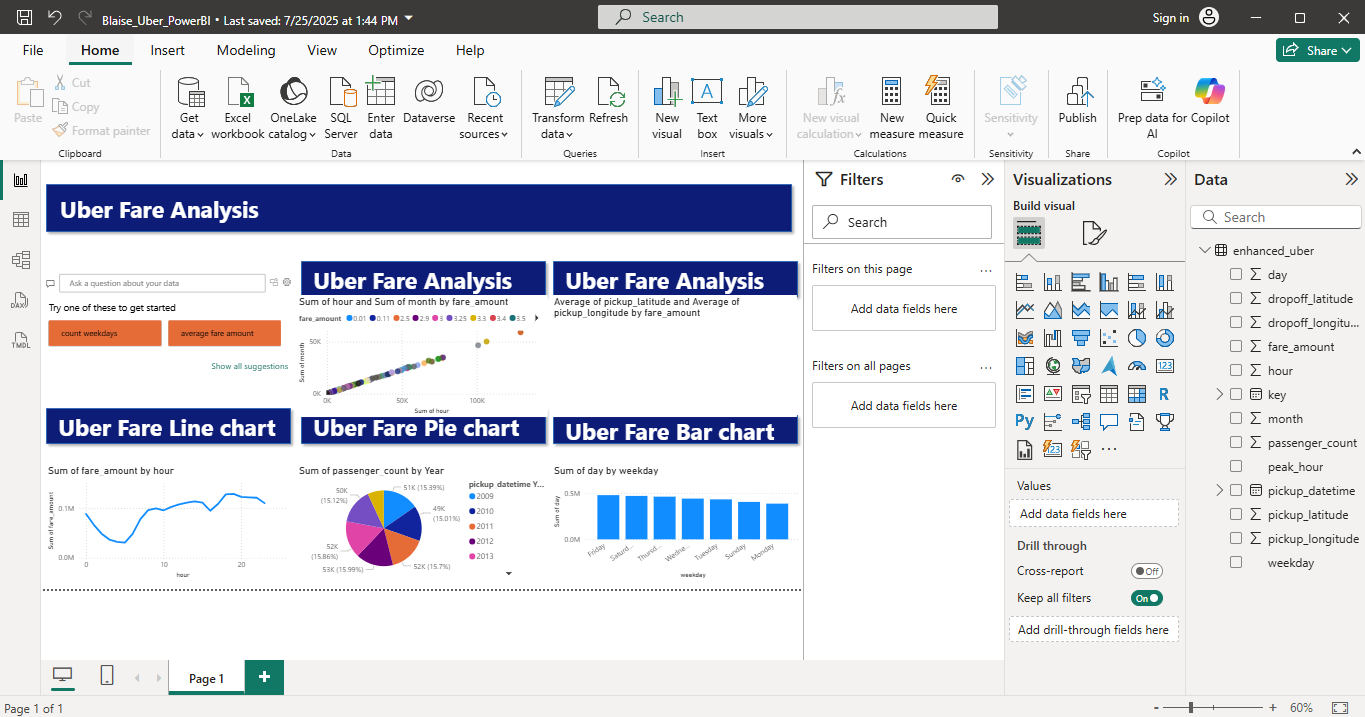 Blaise_Uber_PowerBI • Last saved: 7/25/2025 at 1:44 PM
Search
Sign in
File
Home
Insert
Modeling
View
Optimize
Help
Share
Paste
Cut
Copy
Format painter
Clipboard
Get data
Excel workbook
OneLake catalog
SQL Server
Enter data
Dataverse
Recent sources
Data
Transform data
Refresh
Queries
New visual
Text box
More visuals
Insert
New visual calculation
New measure
Quick measure
Calculations
Sensitivity
Sensitivity
Publish
Share
Prep data for AI
Copilot
Copilot
Uber Fare Analysis
Ask a question about your data
Try one of these to get started
count weekdays
average fare amount
Show all suggestions
Uber Fare Analysis
Sum of hour and Sum of month by fare_amount
fare_amount 0.01 0.11 2.5 2.9 3 3.25 3.3 3.4 3.5
Sum of month
50K
0K
0K 50K 100K
Sum of hour
Uber Fare Analysis
Average of pickup_latitude and Average of
pickup_longitude by fare_amount
Uber Fare Line chart
Sum of fare_amount by hour
Sum of fare_amount
0.1M
0.0M
0 10 20
hour
Uber Fare Pie chart
Sum of passenger_count by Year
50K
(15.12%)
51K (15.39%)
49K
(15.01%)
52K
(15.86%)
53K (15.99%)
52K (15.7%)
pickup_datetime Y...
2009
2010
2011
2012
2013
Uber Fare Bar chart
Sum of day by weekday
Sum of day
0.5M
0.0M
Friday
Saturd...
Thursd...
Wedne...
Tuesday
Sunday
Monday
weekday
Filters
Search
Filters on this page
...
Add data fields here
Filters on all pages
...
Add data fields here
Visualizations
Build visual
123
R
Py
123
...
Values
Add data fields here
Drill through
Cross-report
Off
Keep all filters
On
Add drill-through fields here
Data
Search
enhanced_uber
day
dropoff_latitude
dropoff_longitu...
fare_amount
hour
key
month
passenger_count
peak_hour
pickup_datetime
pickup_latitude
pickup_longitude
weekday
DAX
TMDL
Page 1
+
Page 1 of 1
- + 60%